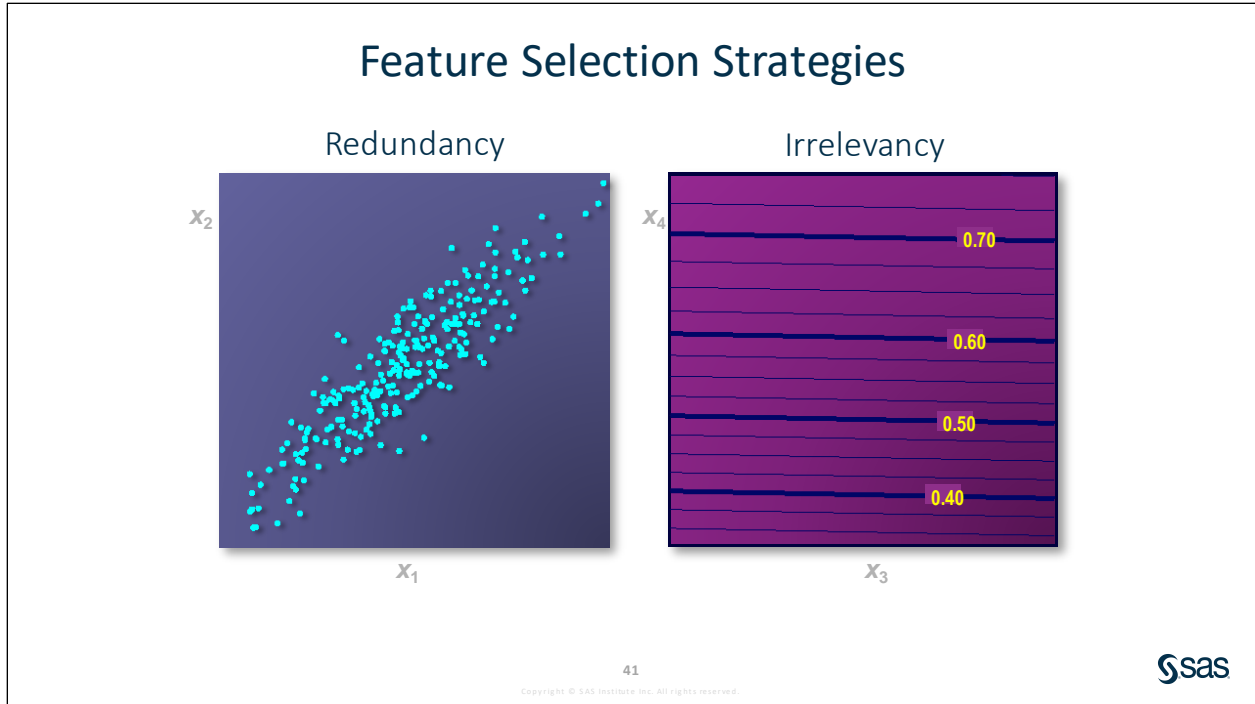 Feature Selection Strategies
Redundancy
Irrelevancy
x₂
x₄
0.70
0.60
0.50
0.40
x₁
x₃
41
Copyright © SAS Institute Inc. All rights reserved.
sas